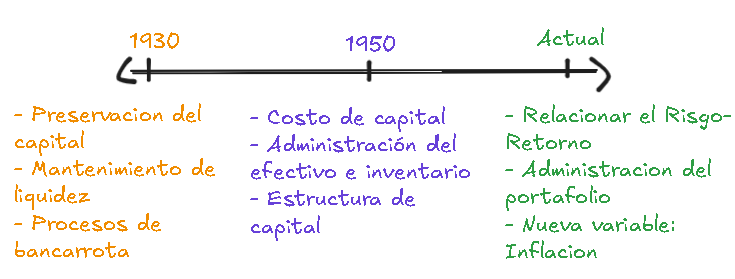 1930
- Preservacion del
capital
- Mantenimiento de
liquidez
- Procesos de
bancarrota
1950
- Costo de capital
- Administración del
efectivo e inventario
- Estructura de
capital
Actual
- Relacionar el Risgo-
Retorno
- Administracion del
portafolio
- Nueva variable:
Inflacion